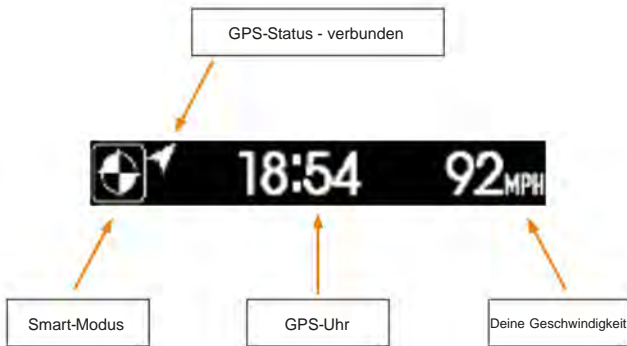 GPS-Status - verbunden
18:54 92MPH
Smart-Modus GPS-Uhr Deine Geschwindigkeit